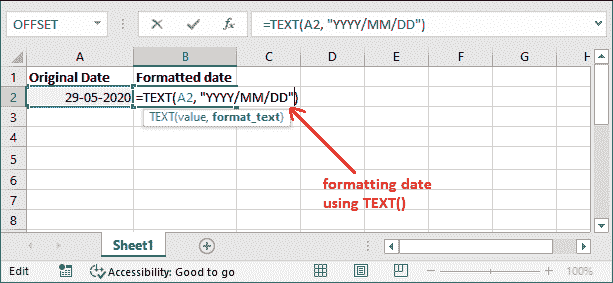 OFFSET =TEXT(A2, "YYYY/MM/DD")
A B C D E F G H
1 Original Date Formatted date
2 29-05-2020 =TEXT(A2, "YYYY/MM/DD")
3 TEXT(value, format_text)
4
5
6 formatting date
7 using TEXT()
8
Sheet1
Edit Accessibility: Good to go 100%